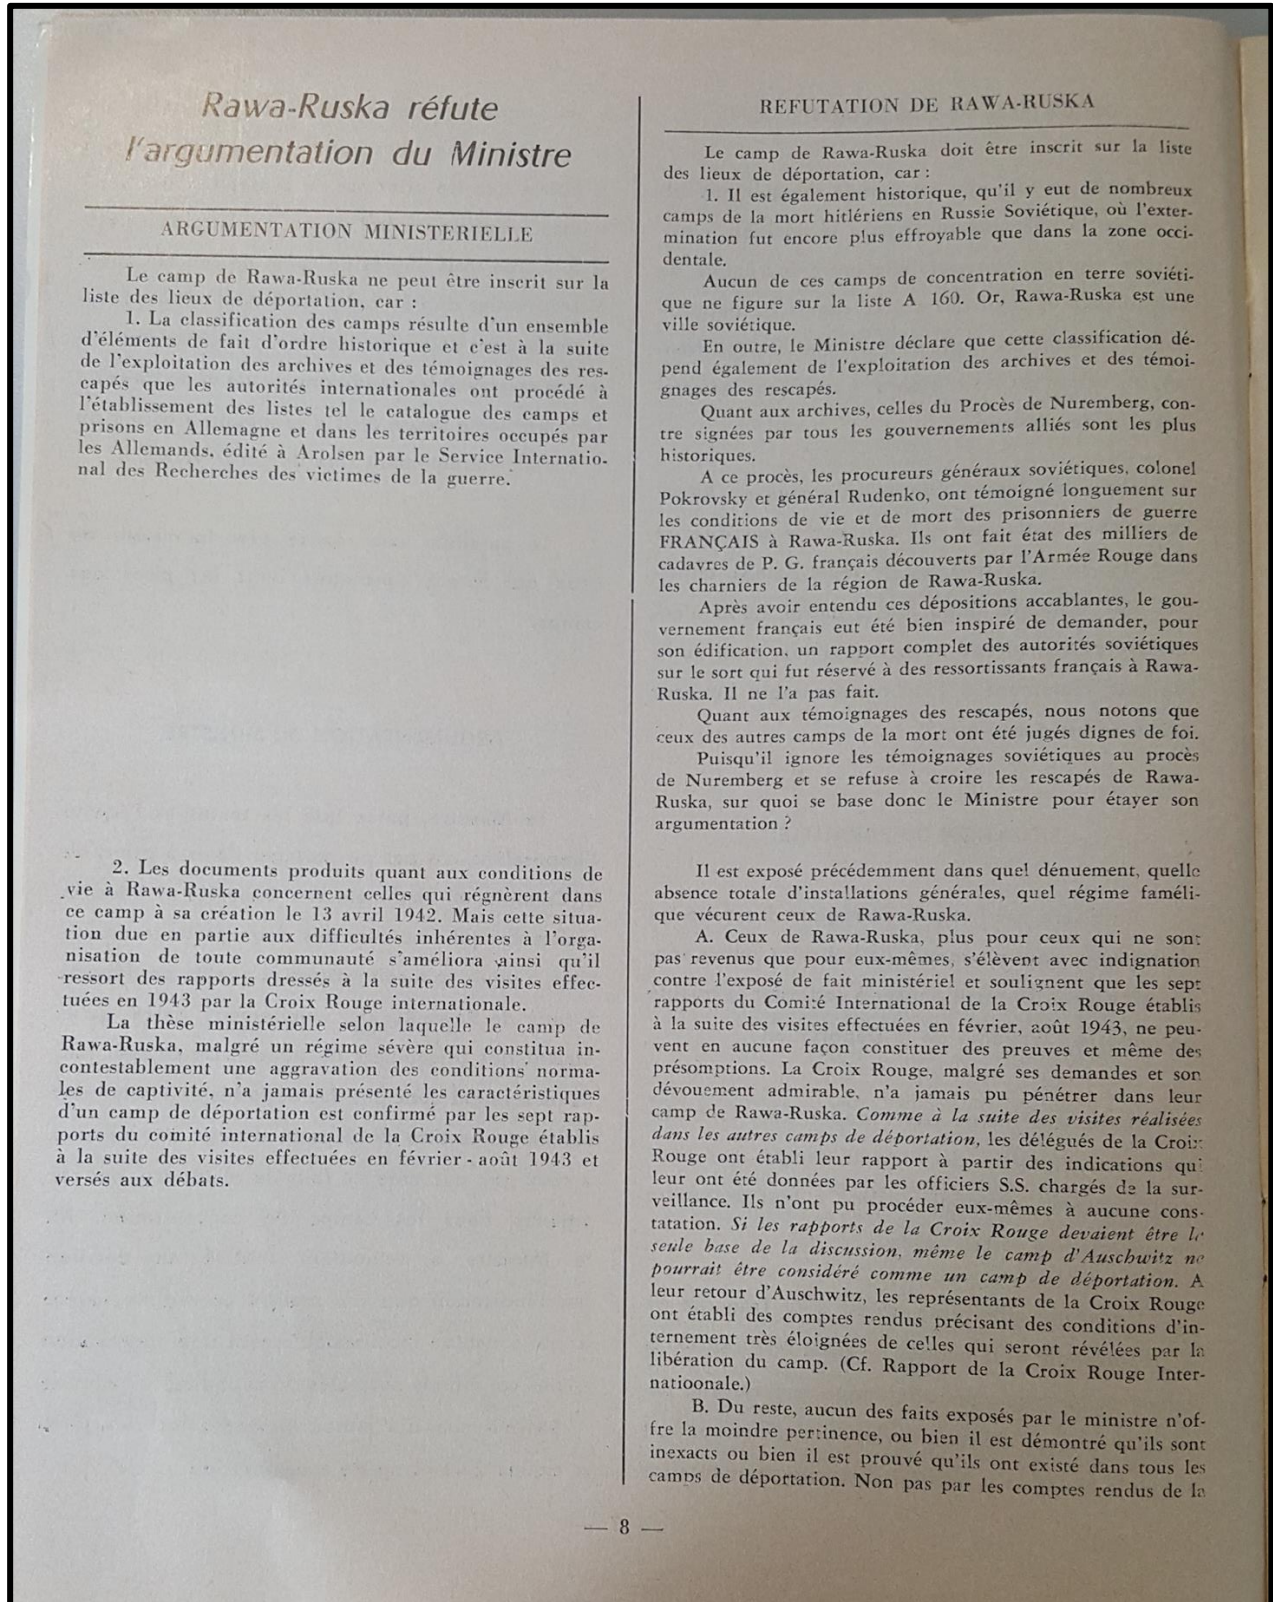 Rawa-Ruska réfute
l'argumentation du Ministre
ARGUMENTATION MINISTERIELLE
Le camp de Rawa-Ruska ne peut être inscrit sur la
liste des lieux de déportation, car :
1. La classification des camps résulte d'un ensemble
d'éléments de fait d'ordre historique et c'est à la suite
de l'exploitation des archives et des témoignages des res-
capés que les autorités internationales ont procédé à
l'établissement des listes tel le catalogue des camps et
prisons en Allemagne et dans les territoires occupés par
les Allemands, édité à Arolsen par le Service Internatio-
nal des Recherches des victimes de la guerre.
2. Les documents produits quant aux conditions de
vie à Rawa-Ruska concernent celles qui régnèrent dans
ce camp à sa création le 13 avril 1942. Mais cette situa-
tion due en partie aux difficultés inhérentes à l'orga-
nisation de toute communauté s'améliora ainsi qu'il
ressort des rapports dressés à la suite des visites effec-
tuées en 1943 par la Croix Rouge internationale.
La thèse ministérielle selon laquelle le camp de
Rawa-Ruska, malgré un régime sévère qui constitua in-
contestablement une aggravation des conditions norma-
les de captivité, n'a jamais présenté les caractéristiques
d'un camp de déportation est confirmé par les sept rap-
ports du comité international de la Croix Rouge établis
à la suite des visites effectuées en février - août 1943 et
versés aux débats.
REFUTATION DE RAWA-RUSKA
Le camp de Rawa-Ruska doit être inscrit sur la liste
des lieux de déportation, car :
1. Il est également historique, qu'il y eut de nombreux
camps de la mort hitlériens en Russie Soviétique, où l'exter-
mination fut encore plus effroyable que dans la zone occi-
dentale.
Aucun de ces camps de concentration en terre soviéti-
que ne figure sur la liste A 160. Or, Rawa-Ruska est une
ville soviétique.
En outre, le Ministre déclare que cette classification dé-
pend également de l'exploitation des archives et des témoi-
gnages des rescapés.
Quant aux archives, celles du Procès de Nuremberg, con-
tre signées par tous les gouvernements alliés sont les plus
historiques.
A ce procès, les procureurs généraux soviétiques, colonel
Pokrovsky et général Rudenko, ont témoigné longuement sur
les conditions de vie et de mort des prisonniers de guerre
FRANÇAIS à Rawa-Ruska. Ils ont fait état des milliers de
cadavres de P. G. français découverts par l'Armée Rouge dans
les charniers de la région de Rawa-Ruska.
Après avoir entendu ces dépositions accablantes, le gou-
vernement français eut été bien inspiré de demander, pour
son édification, un rapport complet des autorités soviétiques
sur le sort qui fut réservé à des ressortissants français à Rawa-
Ruska. Il ne l'a pas fait.
Quant aux témoignages des rescapés, nous notons que
ceux des autres camps de la mort ont été jugés dignes de foi.
Puisqu'il ignore les témoignages soviétiques au procès
de Nuremberg et se refuse à croire les rescapés de Rawa-
Ruska, sur quoi se base donc le Ministre pour étayer son
argumentation ?
Il est exposé précédemment dans quel dénuement, quelle
absence totale d'installations générales, quel régime faméli-
que vécurent ceux de Rawa-Ruska.
A. Ceux de Rawa-Ruska, plus pour ceux qui ne sont
pas revenus que pour eux-mêmes, s'élèvent avec indignation
contre l'exposé de fait ministériel et soulignent que les sept
rapports du Comité International de la Croix Rouge établis
à la suite des visites effectuées en février, août 1943, ne peu-
vent en aucune façon constituer des preuves et même des
présomptions. La Croix Rouge, malgré ses demandes et son
dévouement admirable, n'a jamais pu pénétrer dans leur
camp de Rawa-Ruska. Comme à la suite des visites réalisées
dans les autres camps de déportation, les délégués de la Croix
Rouge ont établi leur rapport à partir des indications qui
leur ont été données par les officiers S.S. chargés de la sur-
veillance. Ils n'ont pu procéder eux-mêmes à aucune cons-
tatation. Si les rapports de la Croix Rouge devaient être le
seule base de la discussion, même le camp d'Auschwitz ne
pourrait être considéré comme un camp de déportation. A
leur retour d'Auschwitz, les représentants de la Croix Rouge
ont établi des comptes rendus précisant des conditions d'in-
ternement très éloignées de celles qui seront révélées par la
libération du camp. (Cf. Rapport de la Croix Rouge Inter-
natioonale.)
B. Du reste, aucun des faits exposés par le ministre n'of-
fre la moindre pertinence, ou bien il est démontré qu'ils sont
inexacts ou bien il est prouvé qu'ils ont existé dans tous les
camps de déportation. Non pas par les comptes rendus de la
— 8 —